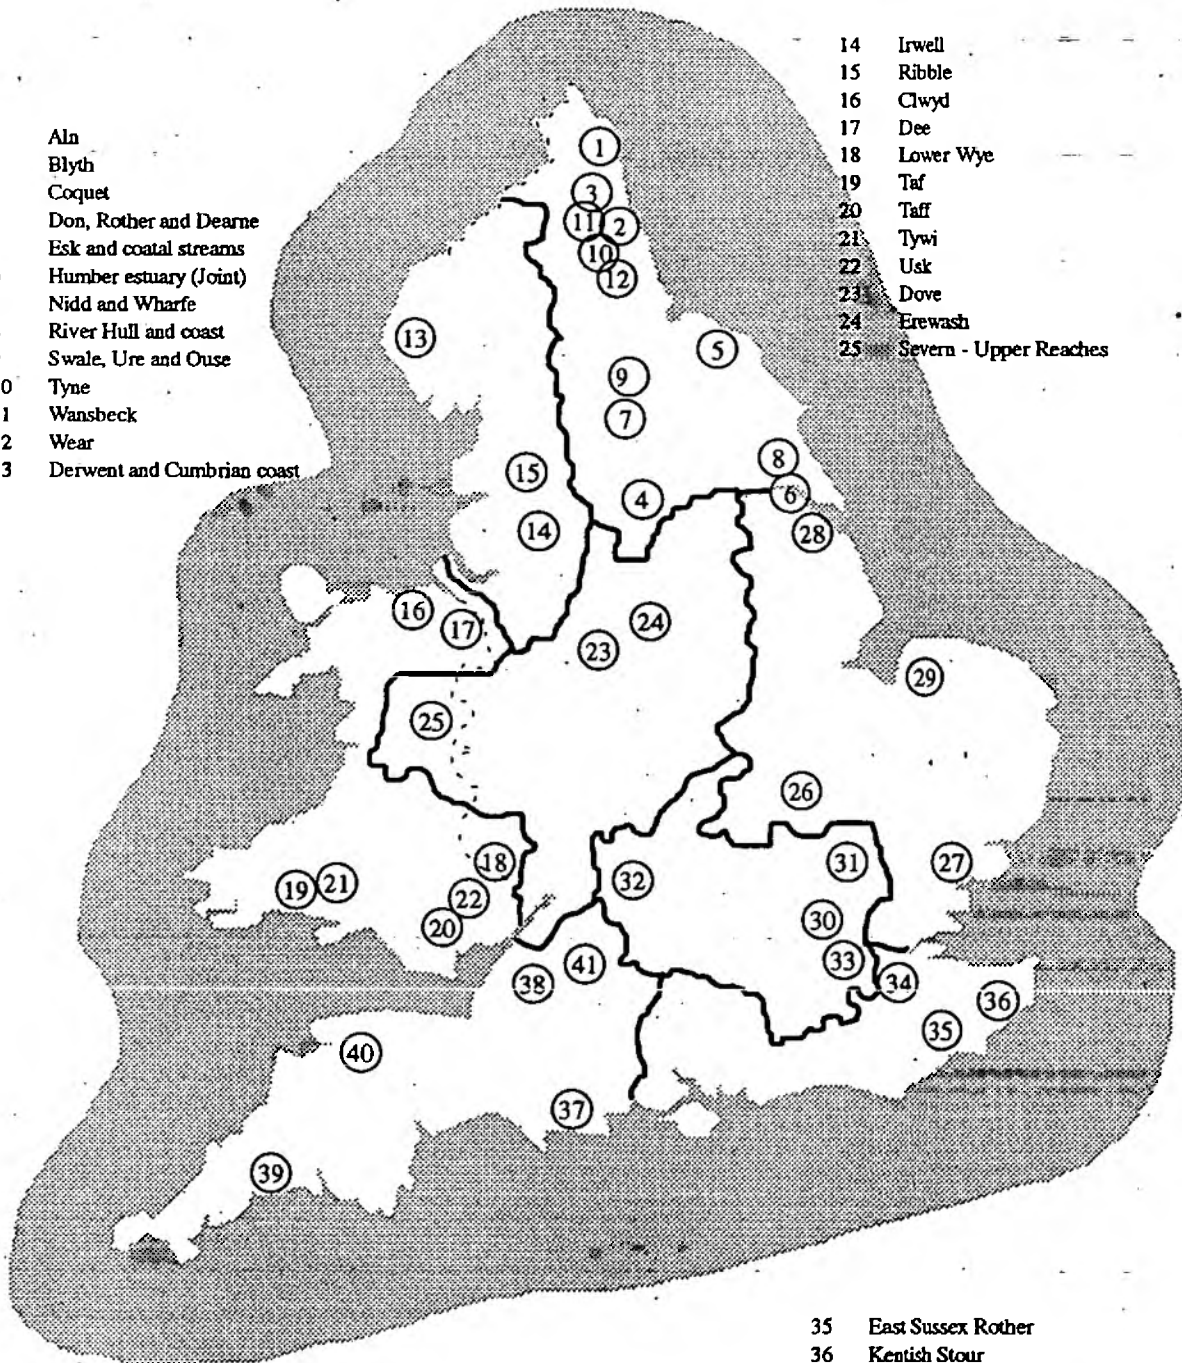 Aln
Blyth
Coquet
Don, Rother and Dearne
Esk and coatal streams
Humber estuary (Joint)
Nidd and Wharfe
River Hull and coast
Swale, Ure and Ouse
0 Tyne
1 Wansbeck
2 Wear
3 Derwent and Cumbrian coast
14 Irwell
15 Ribble
16 Clwyd
17 Dee
18 Lower Wye
19 Taf
20 Taff
21 Tywi
22 Usk
23 Dove
24 Erewash
25 Severn - Upper Reaches
1
3
11
2
10
12
13
5
9
7
15
8
4
6
14
28
16
17
24
23
29
25
26
18
31
27
32
19
21
22
20
30
33
41
38
34
36
35
40
37
39
35 East Sussex Rother
36 Kentish Stour